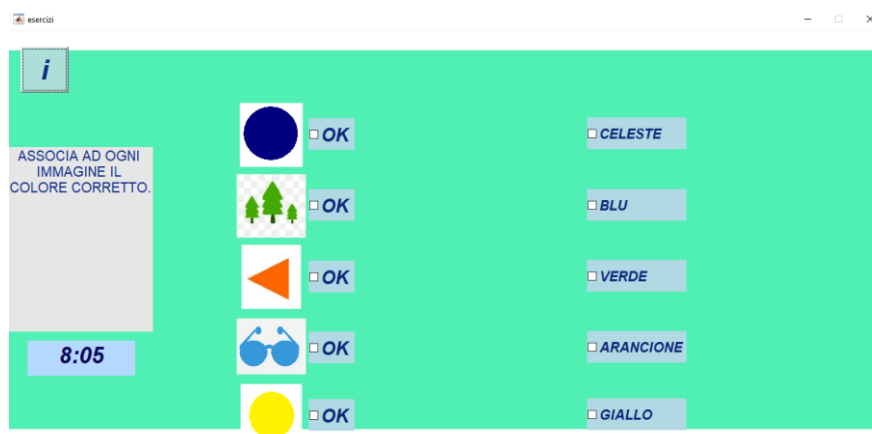 esercizi
i
ASSOCIA AD OGNI
IMMAGINE IL
COLORE CORRETTO.
8:05
OK
CELESTE
OK
BLU
OK
VERDE
OK
ARANCIONE
OK
GIALLO